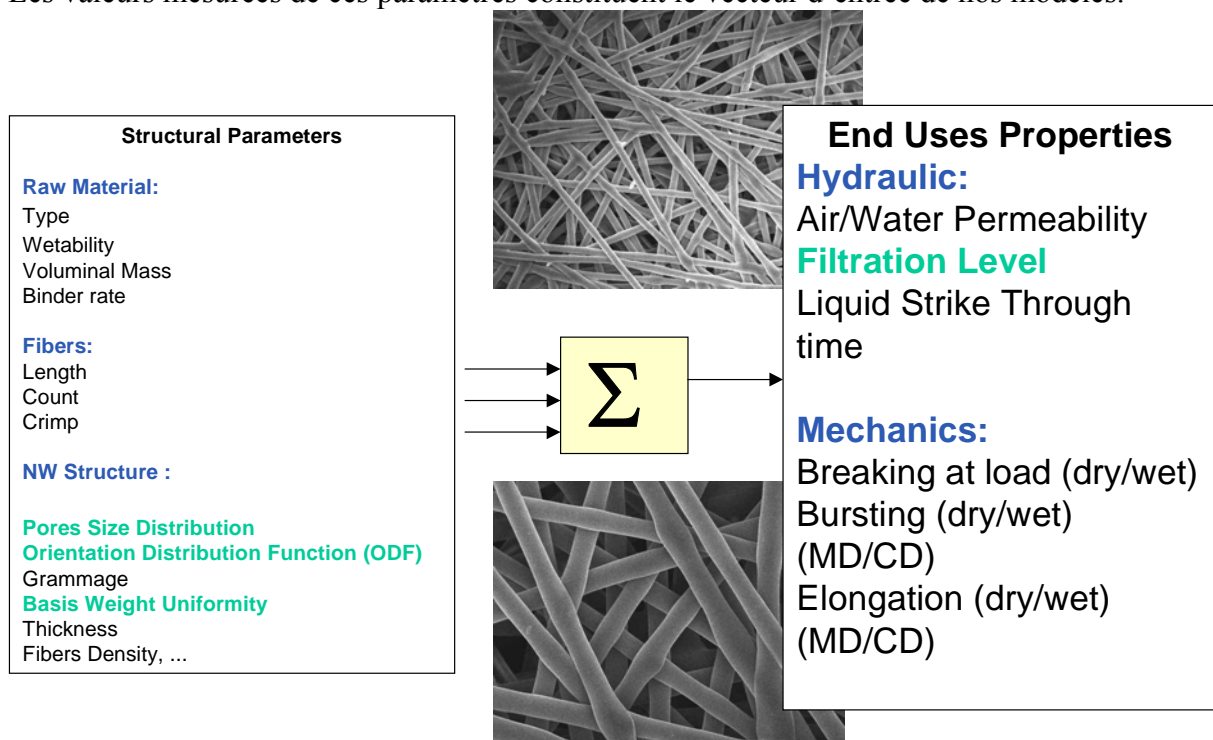 Les valeurs mesurées de ces paramètres constituent le vecteur d'entrée de nos modèles.
Structural Parameters
Raw Material:
Type
Wetability
Voluminal Mass
Binder rate
Fibers:
Length
Count
Crimp
NW Structure :
Pores Size Distribution
Orientation Distribution Function (ODF)
Grammage
Basis Weight Uniformity
Thickness
Fibers Density, ...
Σ
End Uses Properties
Hydraulic:
Air/Water Permeability
Filtration Level
Liquid Strike Through
time
Mechanics:
Breaking at load (dry/wet)
Bursting (dry/wet)
(MD/CD)
Elongation (dry/wet)
(MD/CD)